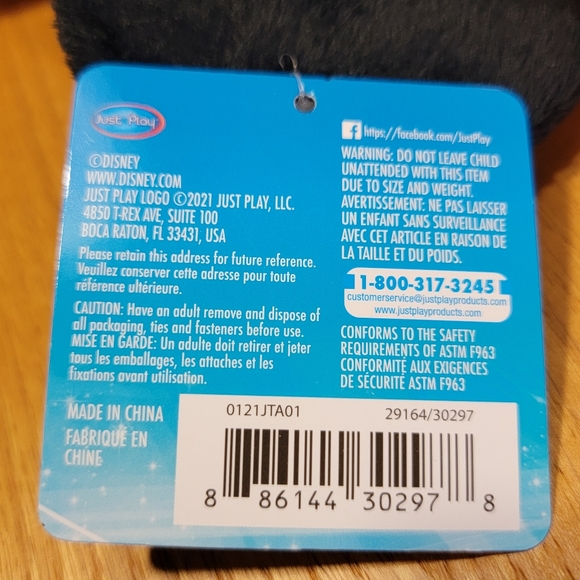 Just Play
©DISNEY
WWW.DISNEY.COM
JUST PLAY LOGO ©2021 JUST PLAY, LLC.
4850 T-REX AVE, SUITE 100
BOCA RATON, FL 33431, USA
Please retain this address for future reference.
Veuillez conserver cette adresse pour toute
référence ultérieure.
CAUTION: Have an adult remove and dispose of
all packaging, ties and fasteners before use.
MISE EN GARDE: Un adulte doit retirer et jeter
tous les emballages, les attaches et les
fixations avant utilisation.
MADE IN CHINA
FABRIQUÉ EN
CHINE
f https://facebook.com/JustPlay
WARNING: DO NOT LEAVE CHILD
UNATTENDED WITH THIS ITEM
DUE TO SIZE AND WEIGHT.
AVERTISSEMENT: NE PAS LAISSER
UN ENFANT SANS SURVEILLANCE
AVEC CET ARTICLE EN RAISON DE
LA TAILLE ET DU POIDS.
1-800-317-3245
customerservice@justplayproducts.com
www.justplayproducts.com
CONFORMS TO THE SAFETY
REQUIREMENTS OF ASTM F963
CONFORMITÉ AUX EXIGENCES
DE SÉCURITÉ ASTM F963
0121JTA01 29164/30297
8 86144 30297 8